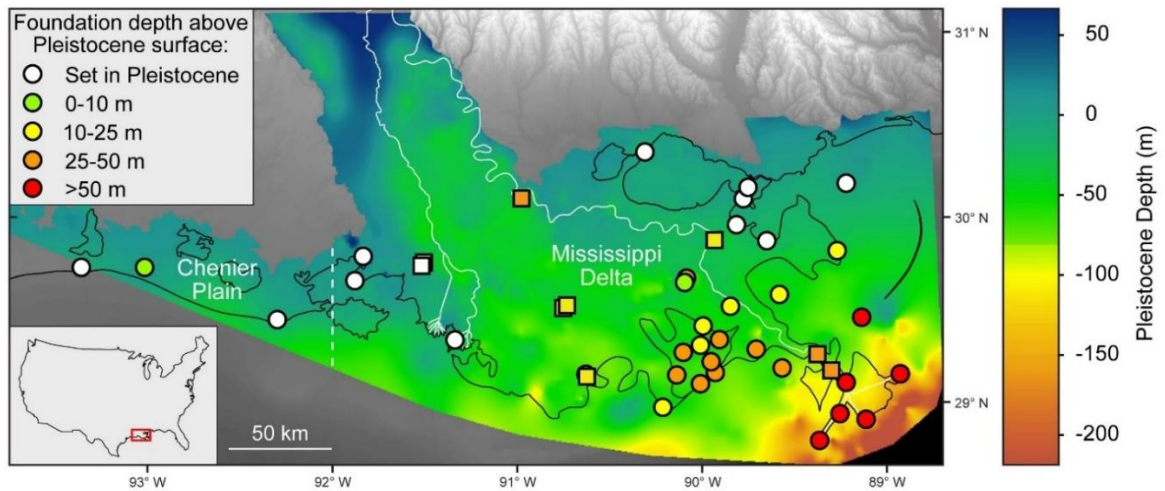 Foundation depth above
Pleistocene surface:
Set in Pleistocene
0-10 m
10-25 m
25-50 m
>50 m
Chenier
Plain
Mississippi
Delta
50 km
93° W
92° W
91° W
90° W
89° W
31° N
30° N
29° N
50
0
-50
-100
-150
-200
Pleistocene Depth (m)